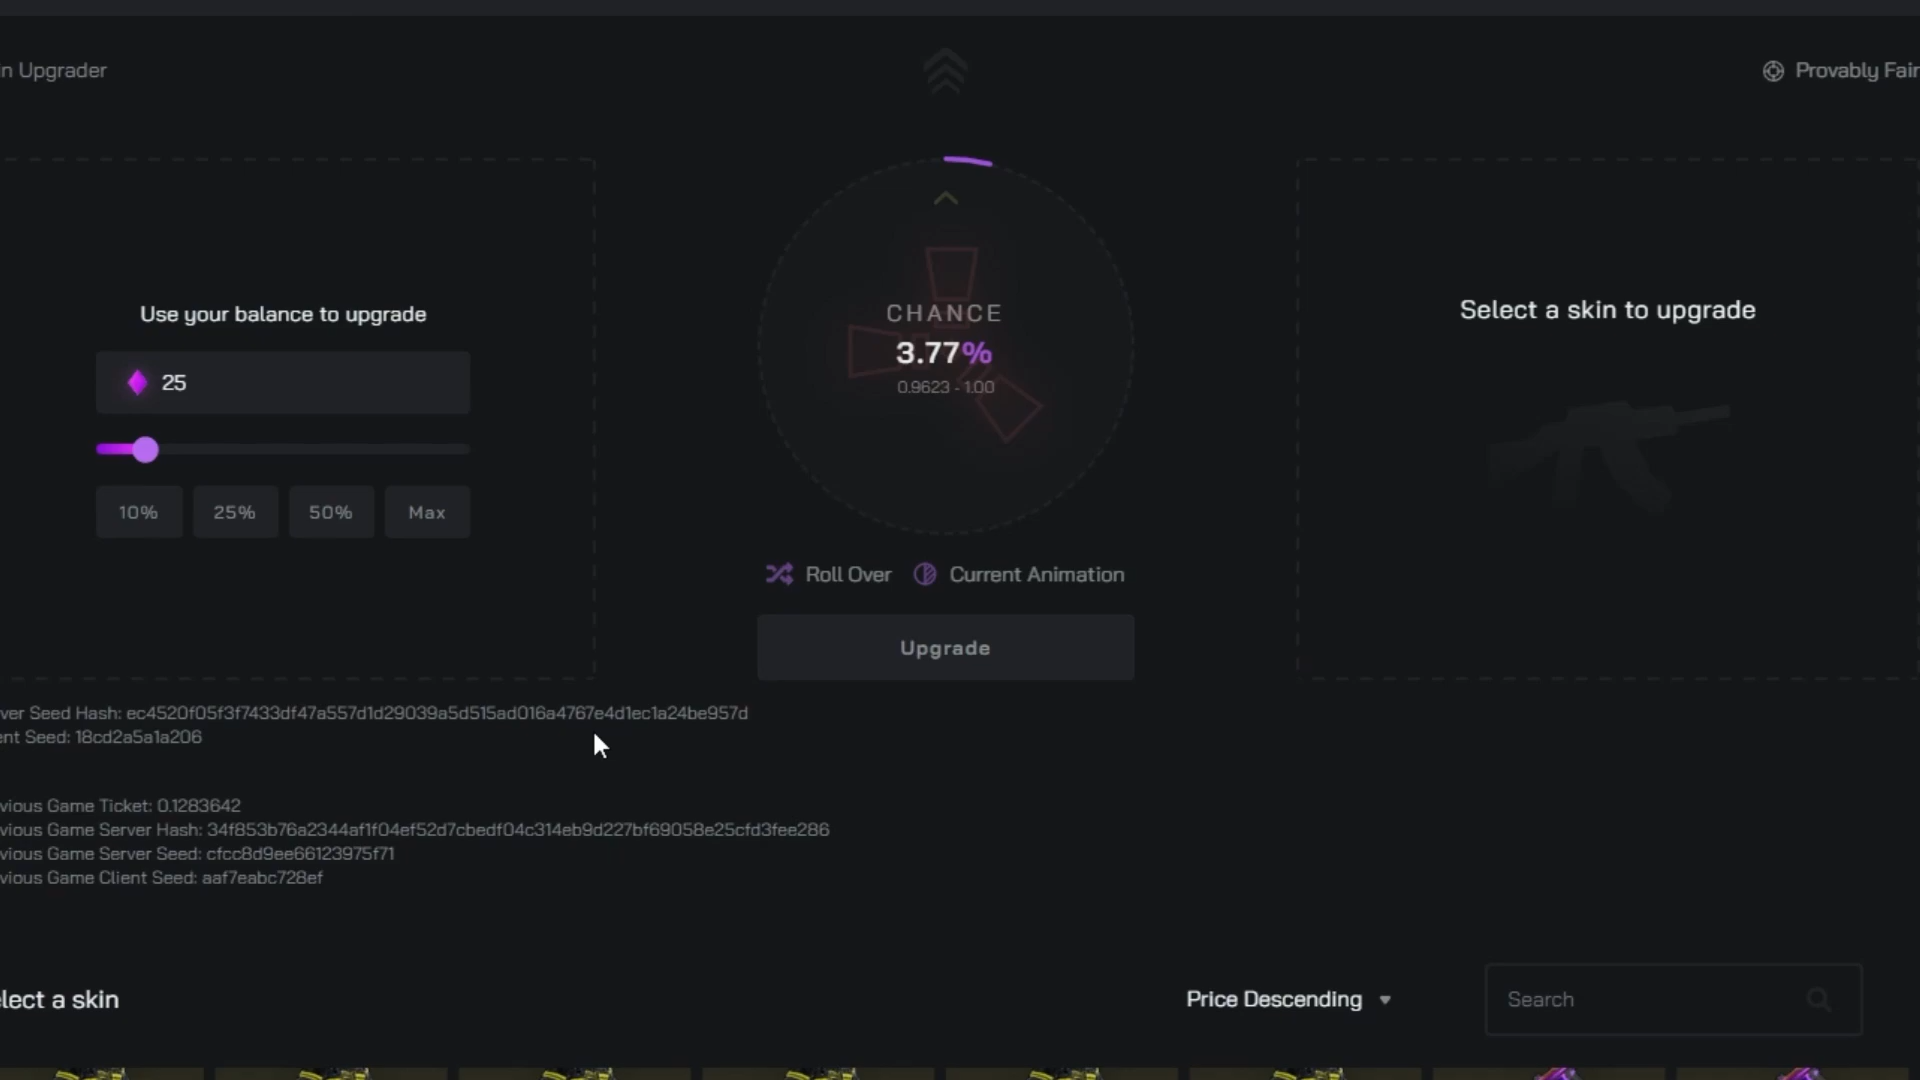 n Upgrader
Provably Fair
Use your balance to upgrade
25
10%
25%
50%
Max
CHANCE
3.77%
0.9623 - 1.00
Roll Over
Current Animation
Upgrade
Select a skin to upgrade
ver Seed Hash: ec4520f05f3f7433df47a557d1d29039a5d515ad016a4767e4d1ec1a24be957d
ent Seed: 18cd2a5a1a206
vious Game Ticket: 0.1283642
vious Game Server Hash: 34f853b76a2344af1f04ef52d7cbedf04c314eb9d227bf69058e25cfd3fee286
vious Game Server Seed: cfcc8d9ee66123975f71
vious Game Client Seed: aaf7eabc728ef
elect a skin
Price Descending
Search